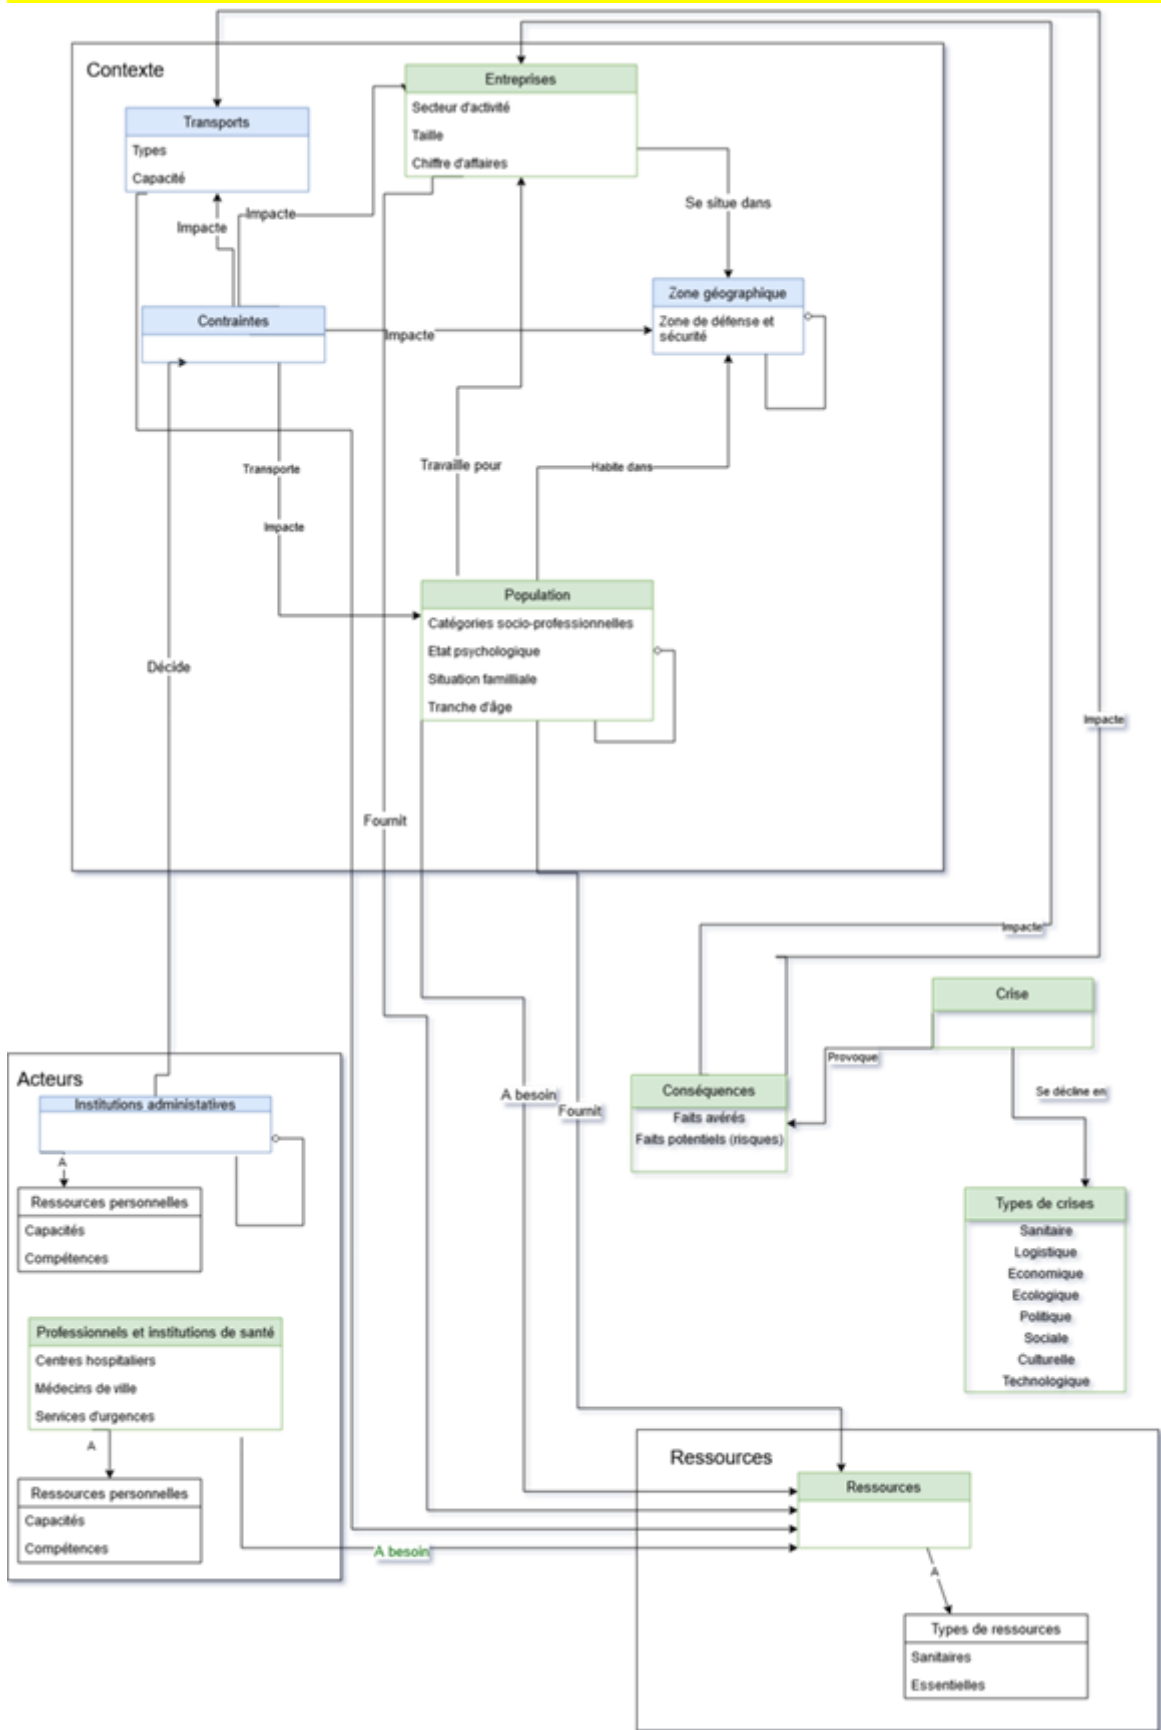 Contexte
Entreprises
Secteur d'activité
Taille
Chiffre d'affaires
Transports
Types
Capacité
Impacte
Impacte
Se situe dans
Zone géographique
Zone de défense et
sécurité
Contraintes
Impacte
Transporte
Travaille pour
Habite dans
Impacte
Population
Catégories socio-professionnelles
Etat psychologique
Situation familliale
Tranche d'âge
Décide
Impacte
Fournit
Impacte
Crise
Provoque
Se décline en
Conséquences
Faits avérés
Faits potentiels (risques)
A besoin
Fournit
Types de crises
Sanitaire
Logistique
Economique
Ecologique
Politique
Sociale
Culturelle
Technologique
Acteurs
Institutions administatives
A
Ressources personnelles
Capacités
Compétences
Professionnels et institutions de santé
Centres hospitaliers
Médecins de ville
Services d'urgences
A
Ressources personnelles
Capacités
Compétences
A besoin
Ressources
Ressources
A
Types de ressources
Sanitaires
Essentielles